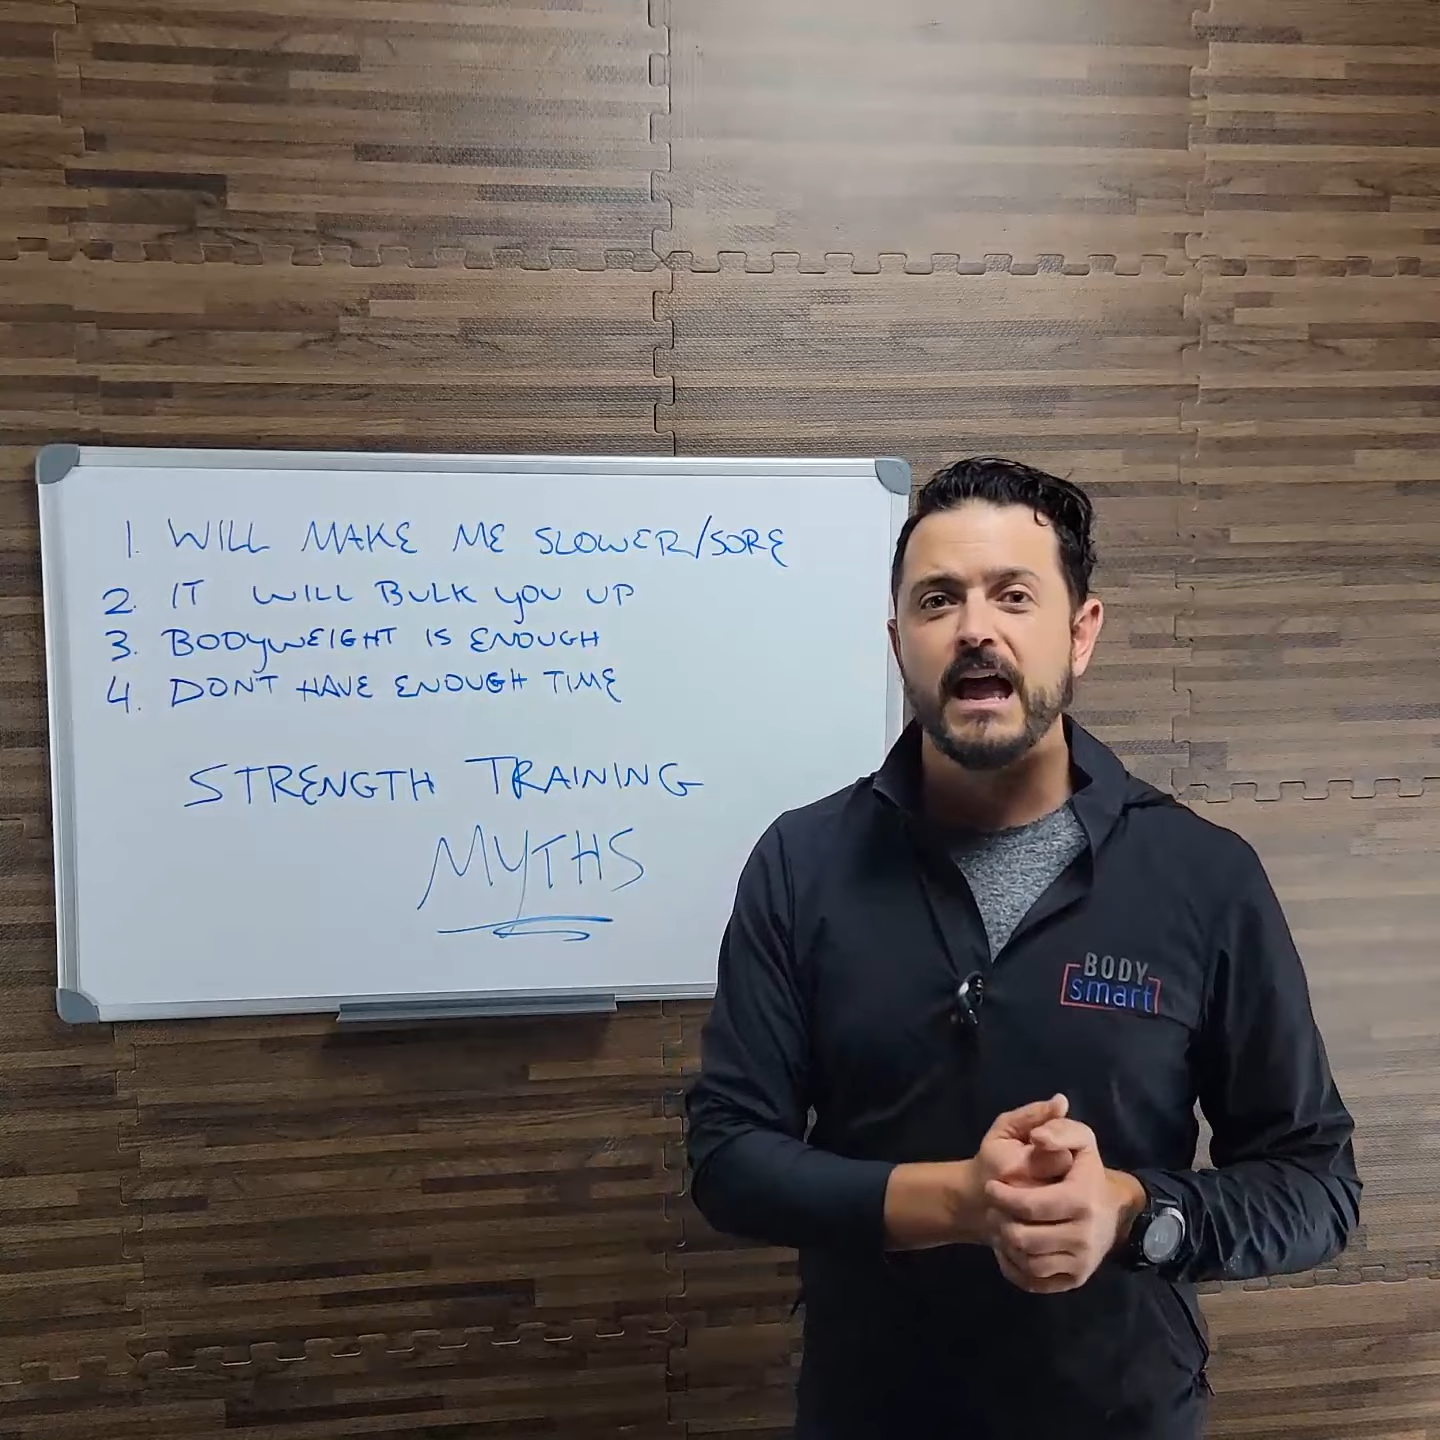 1. WILL MAKE ME SLOWER/SORE
2. IT WILL BULK YOU UP
3. BODYWEIGHT IS ENOUGH
4. DON'T HAVE ENOUGH TIME
STRENGTH TRAINING
MYTHS
BODY
smart